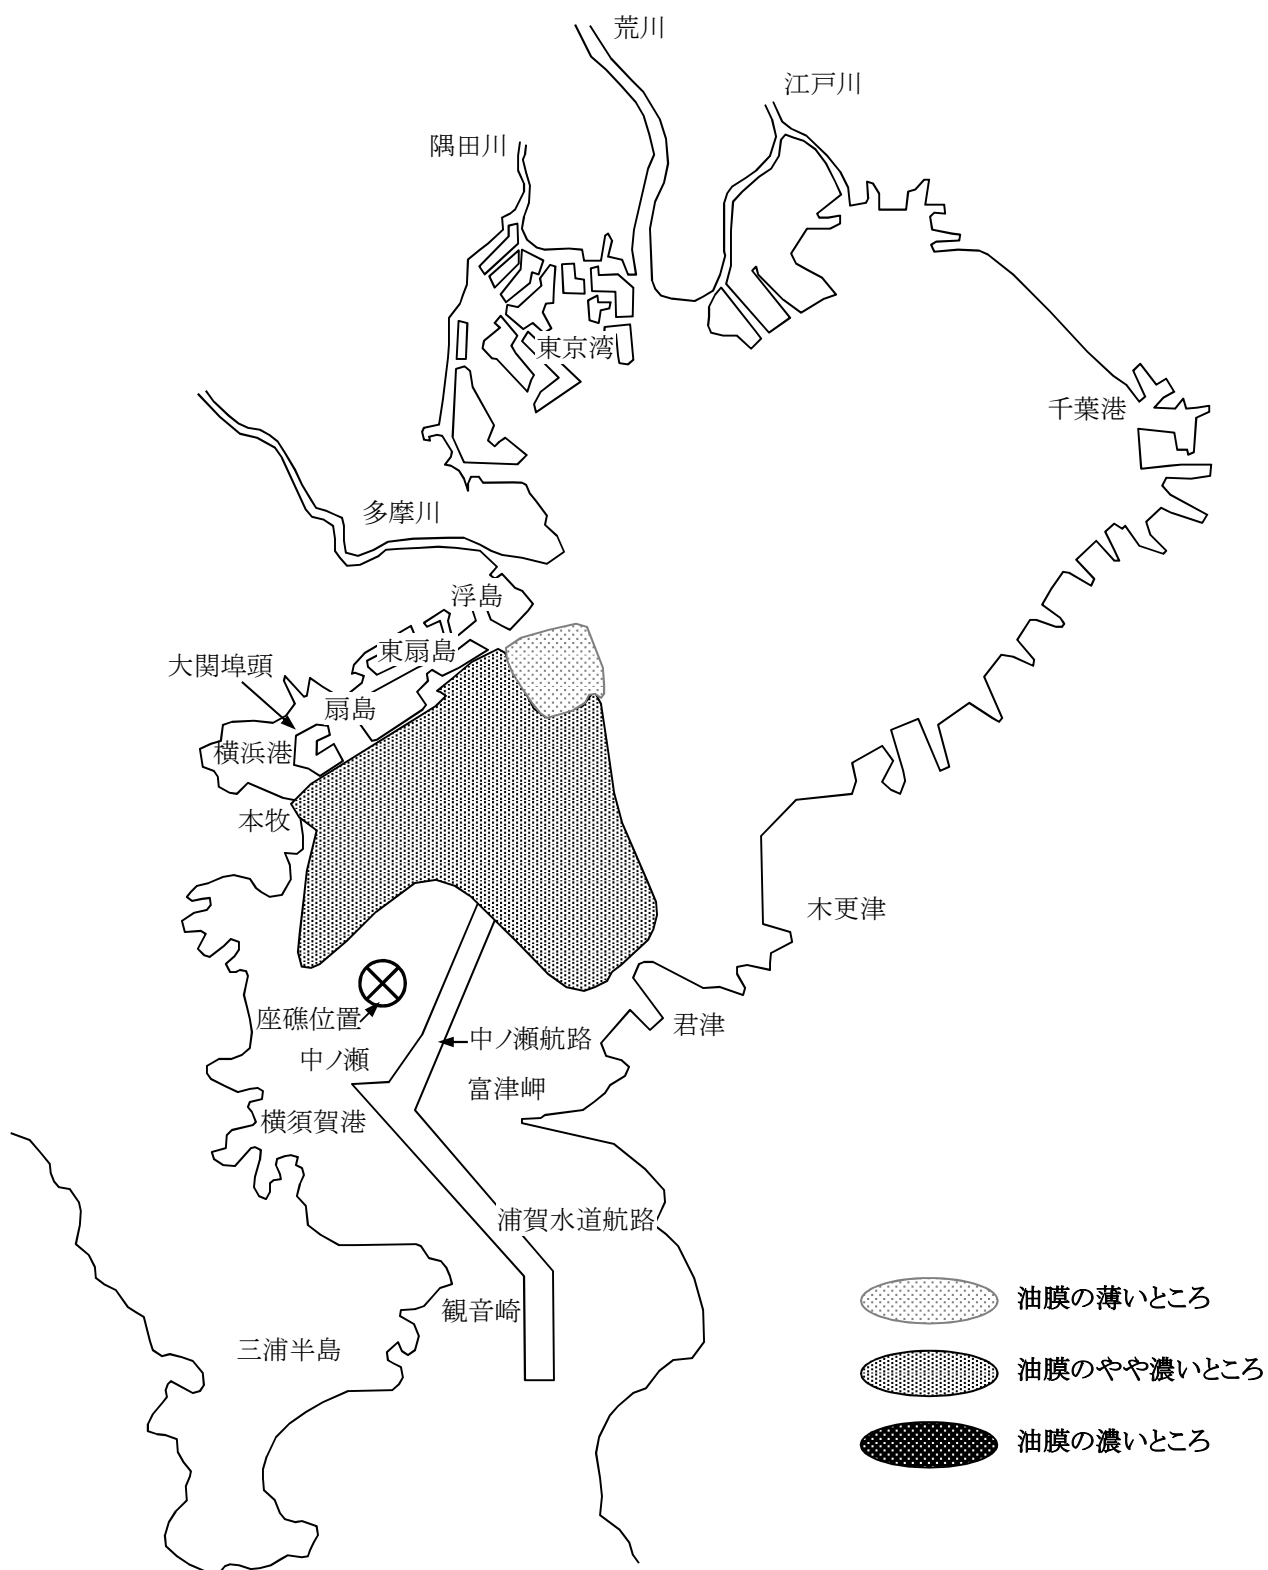 荒川
江戸川
隅田川
東京湾
千葉港
多摩川
浮島
東扇島
大関埠頭
扇島
横浜港
本牧
木更津
座礁位置
君津
中ノ瀬航路
中ノ瀬
富津岬
横須賀港
浦賀水道航路
観音崎
三浦半島
油膜の薄いところ
油膜のやや濃いところ
油膜の濃いところ